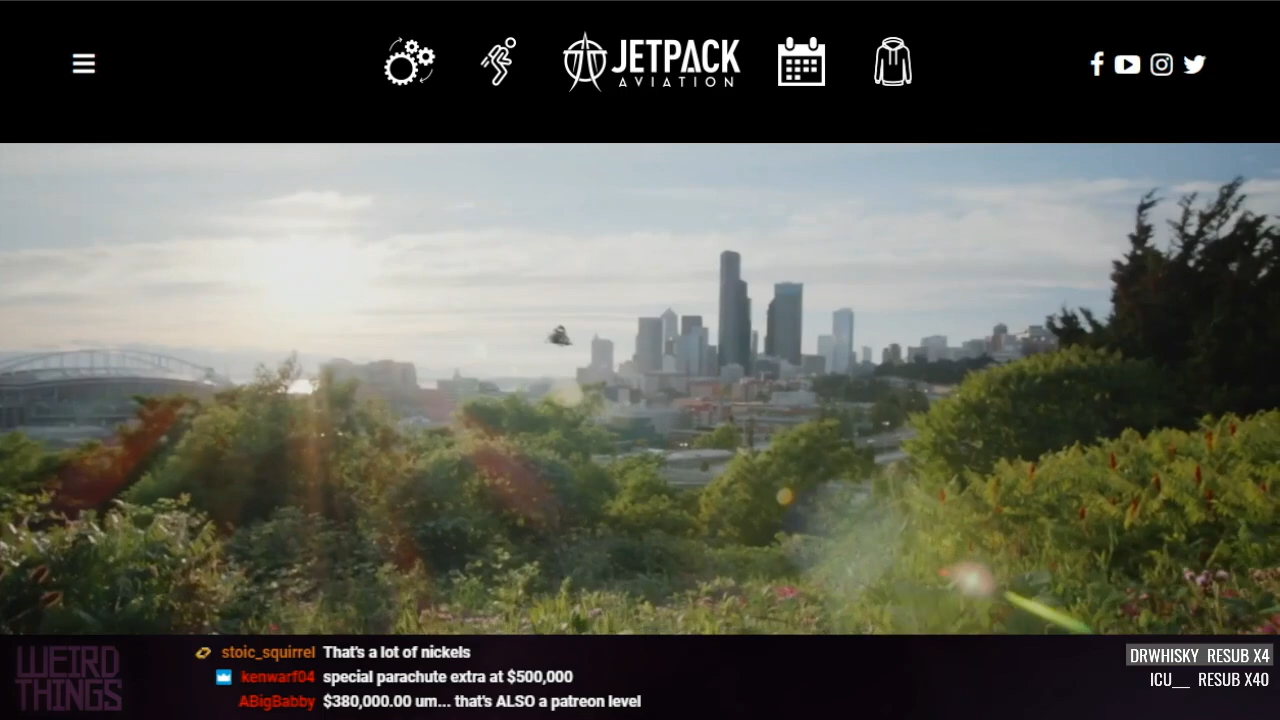 JETPACK
AVIATION
WEIRD
THINGS
stoic_squirrel That's a lot of nickels
kenwarf04 special parachute extra at $500,000
ABigBabby $380,000.00 um... that's ALSO a patreon level
DRWHISKY RESUB X4
ICU__ RESUB X40